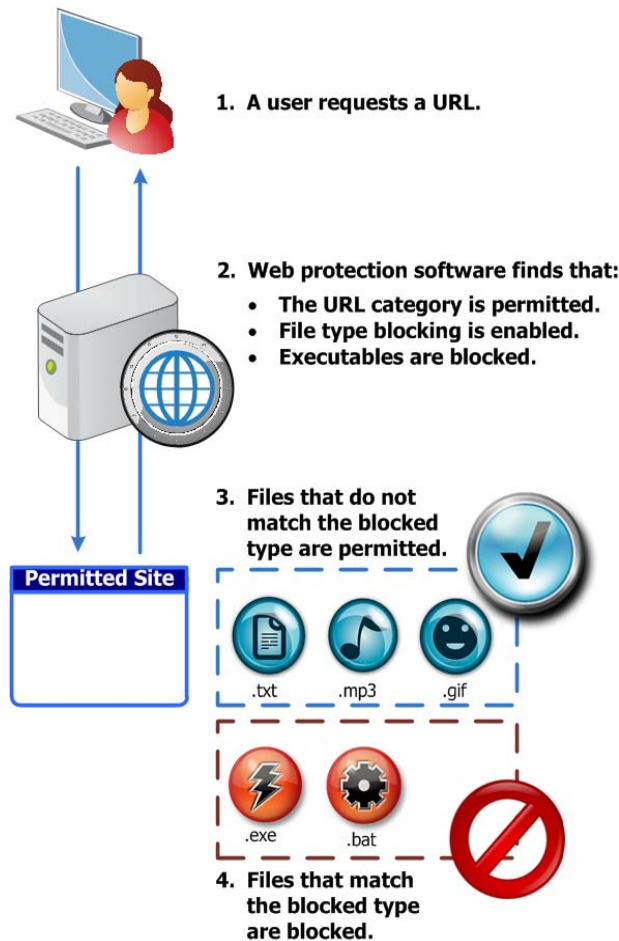 1. A user requests a URL.
2. Web protection software finds that:
• The URL category is permitted.
• File type blocking is enabled.
• Executables are blocked.
3. Files that do not
match the blocked
type are permitted.
Permitted Site
.txt .mp3 .gif
.exe .bat
4. Files that match
the blocked type
are blocked.